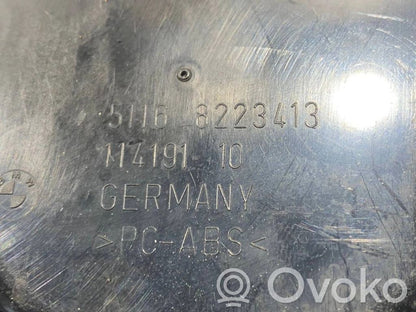 5116 8223413
114191 10
GERMANY
>PC-ABS<
Ovoko